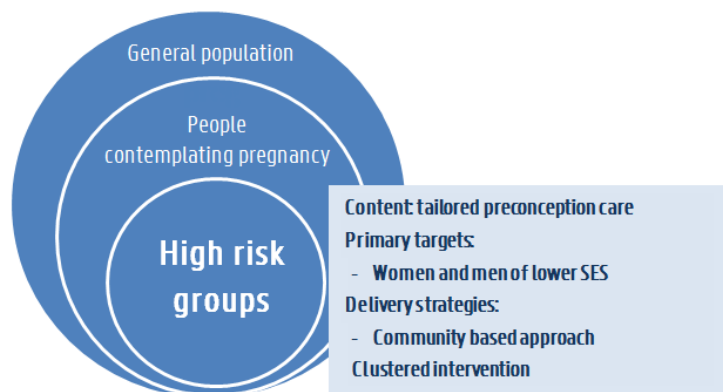 General population
People
contemplating pregnancy
High risk
groups
Content: tailored preconception care
Primary targets:
- Women and men of lower SES
Delivery strategies:
- Community based approach
Clustered intervention